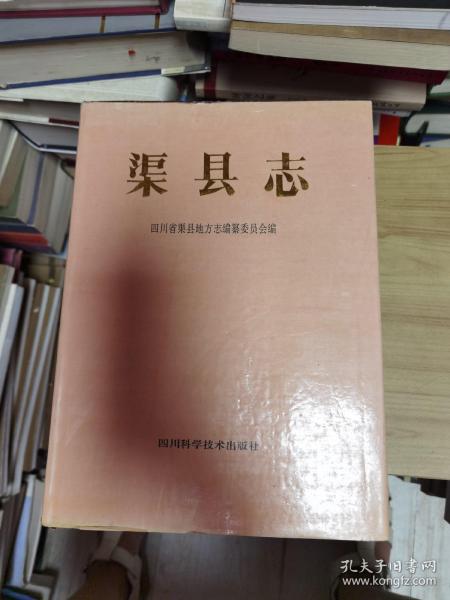 渠县志
四川省渠县地方志编纂委员会编
四川科学技术出版社
孔夫子旧书网
www.kongfz.com